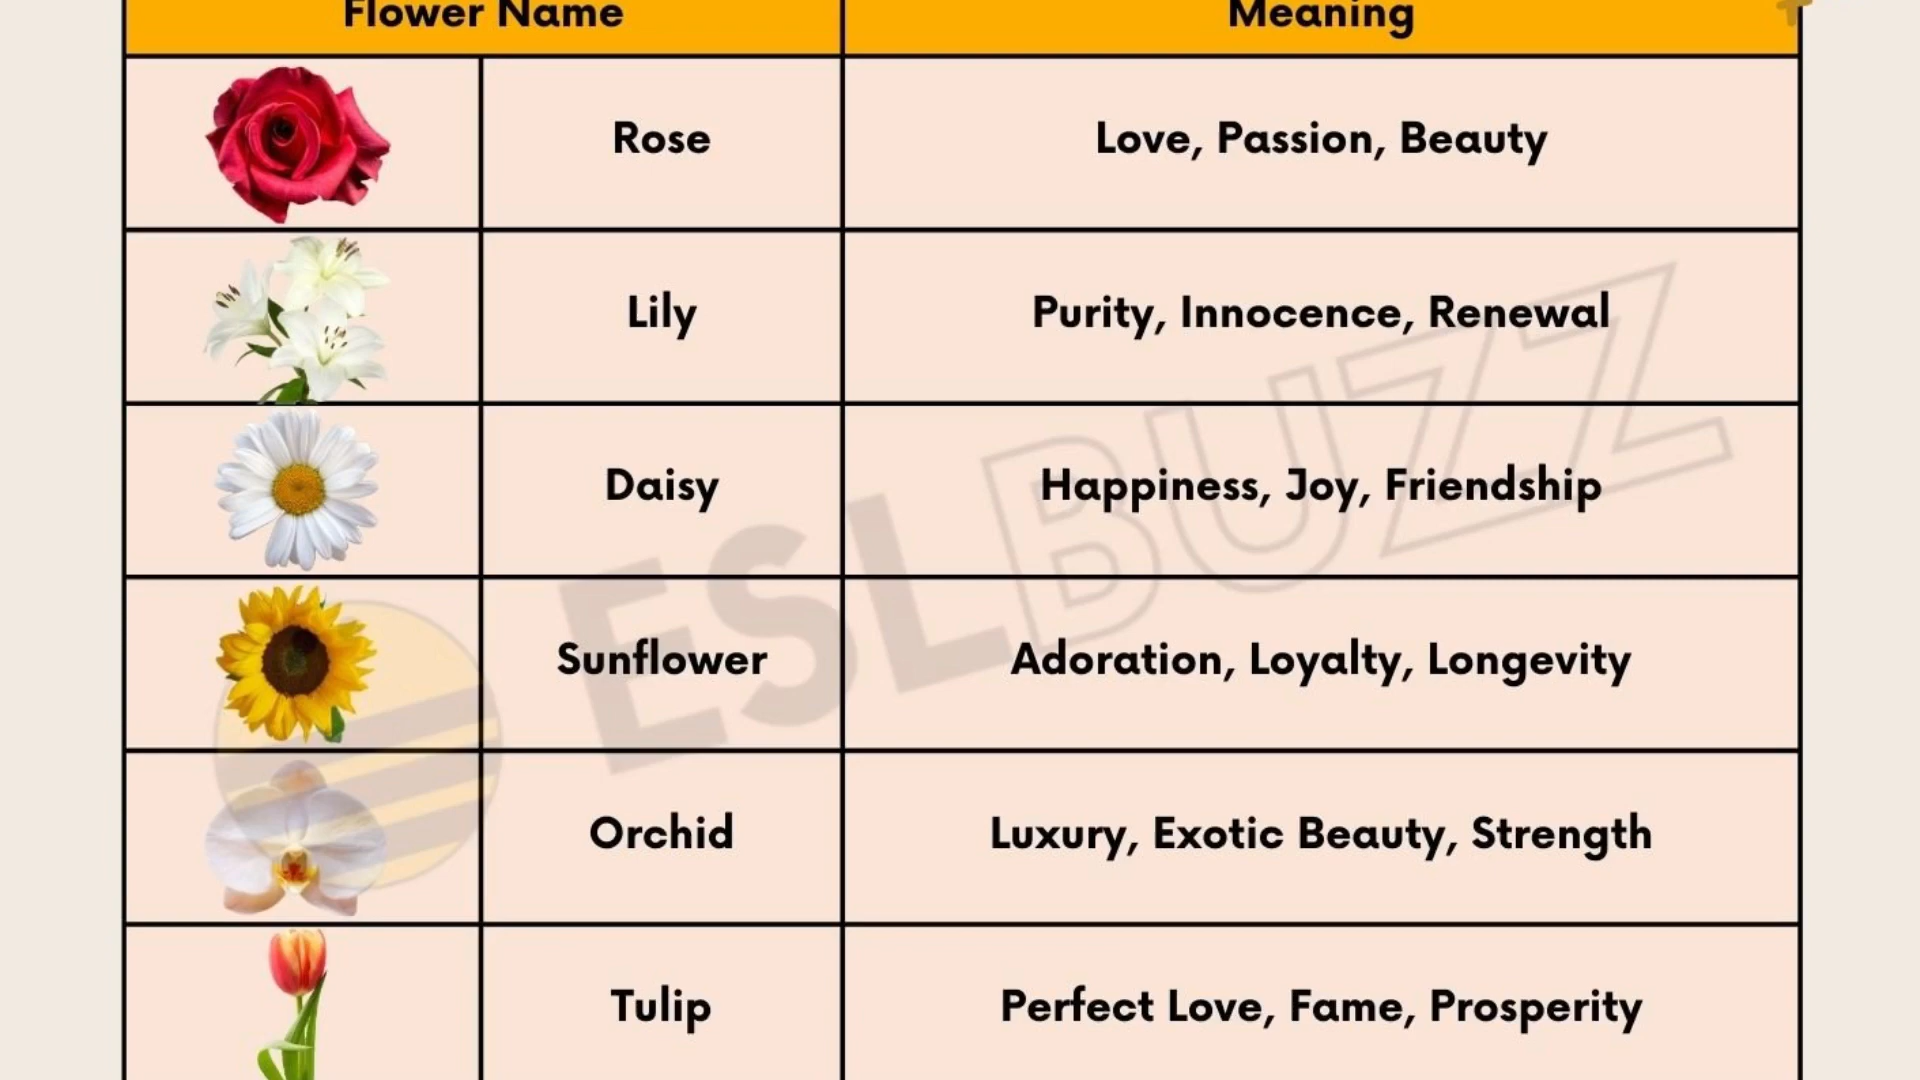 Flower Name Meaning
Rose Love, Passion, Beauty
Lily Purity, Innocence, Renewal
Daisy Happiness, Joy, Friendship
Sunflower Adoration, Loyalty, Longevity
Orchid Luxury, Exotic Beauty, Strength
Tulip Perfect Love, Fame, Prosperity
ESLBUZZ